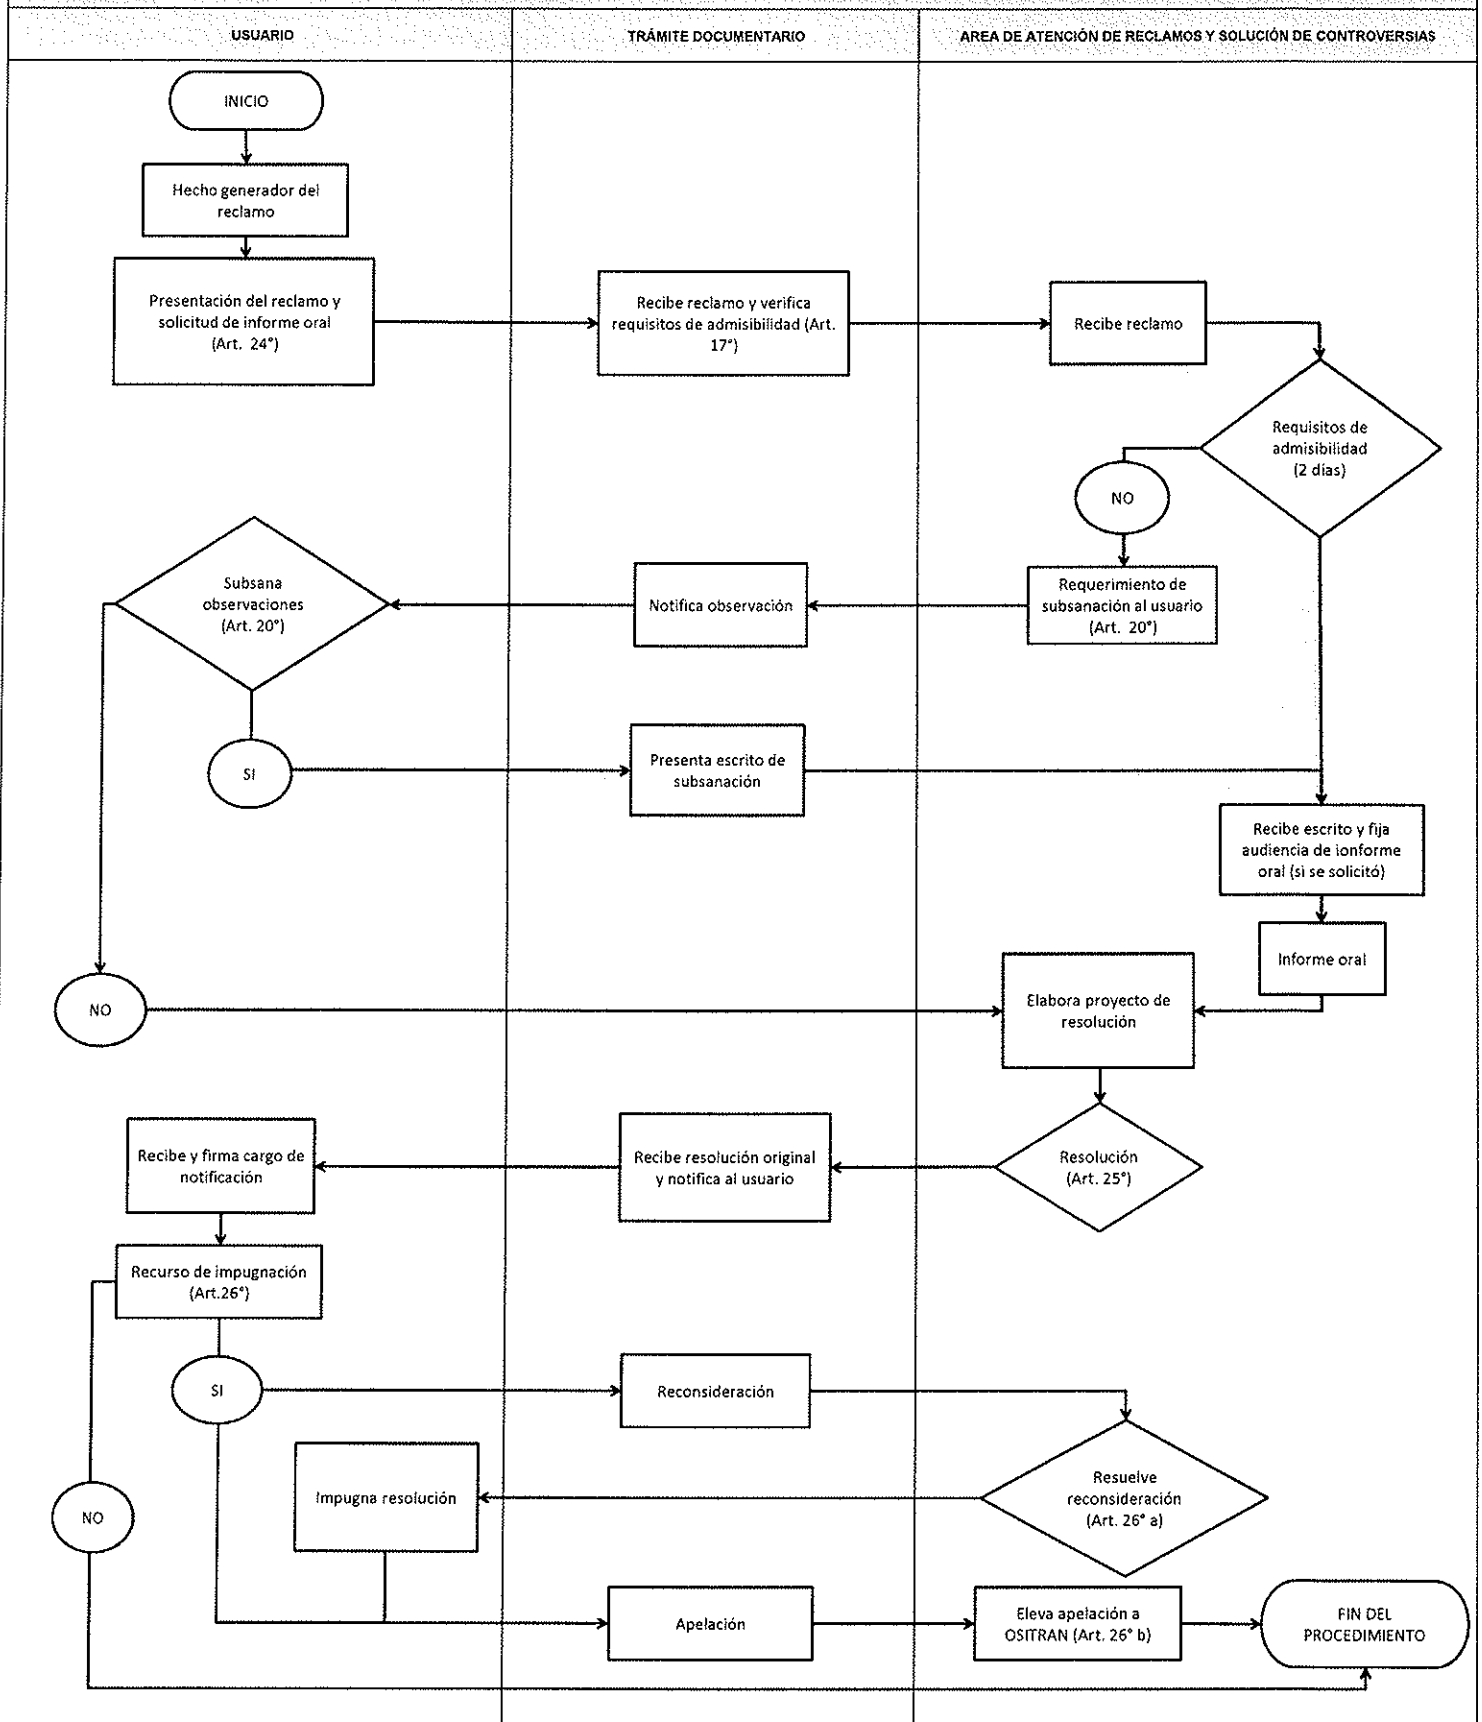 USUARIO
TRÁMITE DOCUMENTARIO
AREA DE ATENCIÓN DE RECLAMOS Y SOLUCIÓN DE CONTROVERSIAS
INICIO
Hecho generador del
reclamo
Presentación del reclamo y
solicitud de informe oral
(Art. 24°)
Recibe reclamo y verifica
requisitos de admisibilidad (Art.
17°)
Recibe reclamo
Requisitos de
admisibilidad
(2 dias)
NO
Requerimiento de
subsanación al usuario
(Art. 20°)
Notifica observación
Subsana
observaciones
(Art. 20°)
SI
Presenta escrito de
subsanación
Recibe escrito y fija
audiencia de ionforme
oral (si se solicitó)
Informe oral
NO
Elabora proyecto de
resolución
Resolución
(Art. 25°)
Recibe resolución original
y notifica al usuario
Recibe y firma cargo de
notificación
Recurso de impugnación
(Art.26°)
SI
Reconsideración
Resuelve
reconsideración
(Art. 26° a)
Impugna resolución
NO
Apelación
Eleva apelación a
OSITRAN (Art. 26° b)
FIN DEL
PROCEDIMIENTO